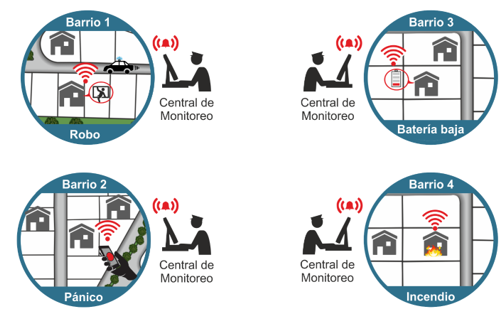 Barrio 1
Robo
Central de
Monitoreo
Barrio 3
Batería baja
Central de
Monitoreo
Barrio 2
Pánico
Central de
Monitoreo
Barrio 4
Incendio
Central de
Monitoreo